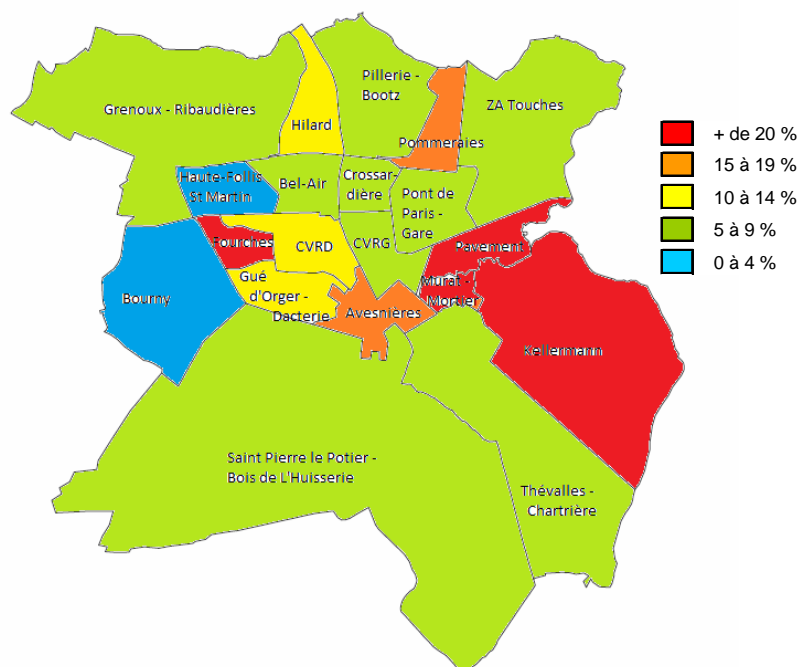 Pillerie -
Bootz
Grenoux - Ribaudières
ZA Touches
Hilard
Pommeraies
Haute-Follis
St Martin
Bel-Air
Crossar-
dière
Pont de
Paris -
Gare
Fourches
CVRD
CVRG
Pavement
Bourny
Gué
d'Orger -
Dacterie
Avesnières
Murat -
Mortier
Kellermann
Saint Pierre le Potier -
Bois de L'Huisserie
Thévalles -
Chartrière
+ de 20 %
15 à 19 %
10 à 14 %
5 à 9 %
0 à 4 %